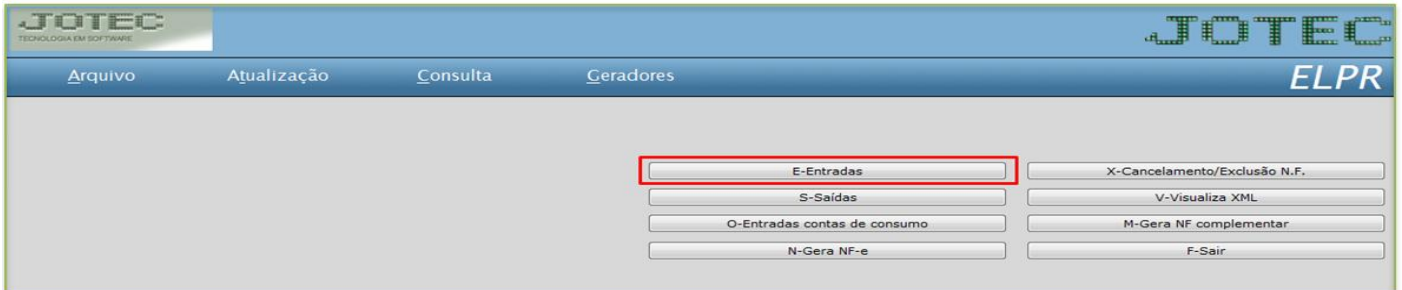 JOTEC
TECNOLOGIA EM SOFTWARE
JOTEC
Arquivo Atualização Consulta Geradores ELPR
E-Entradas X-Cancelamento/Exclusão N.F.
S-Saídas V-Visualiza XML
O-Entradas contas de consumo M-Gera NF complementar
N-Gera NF-e F-Sair